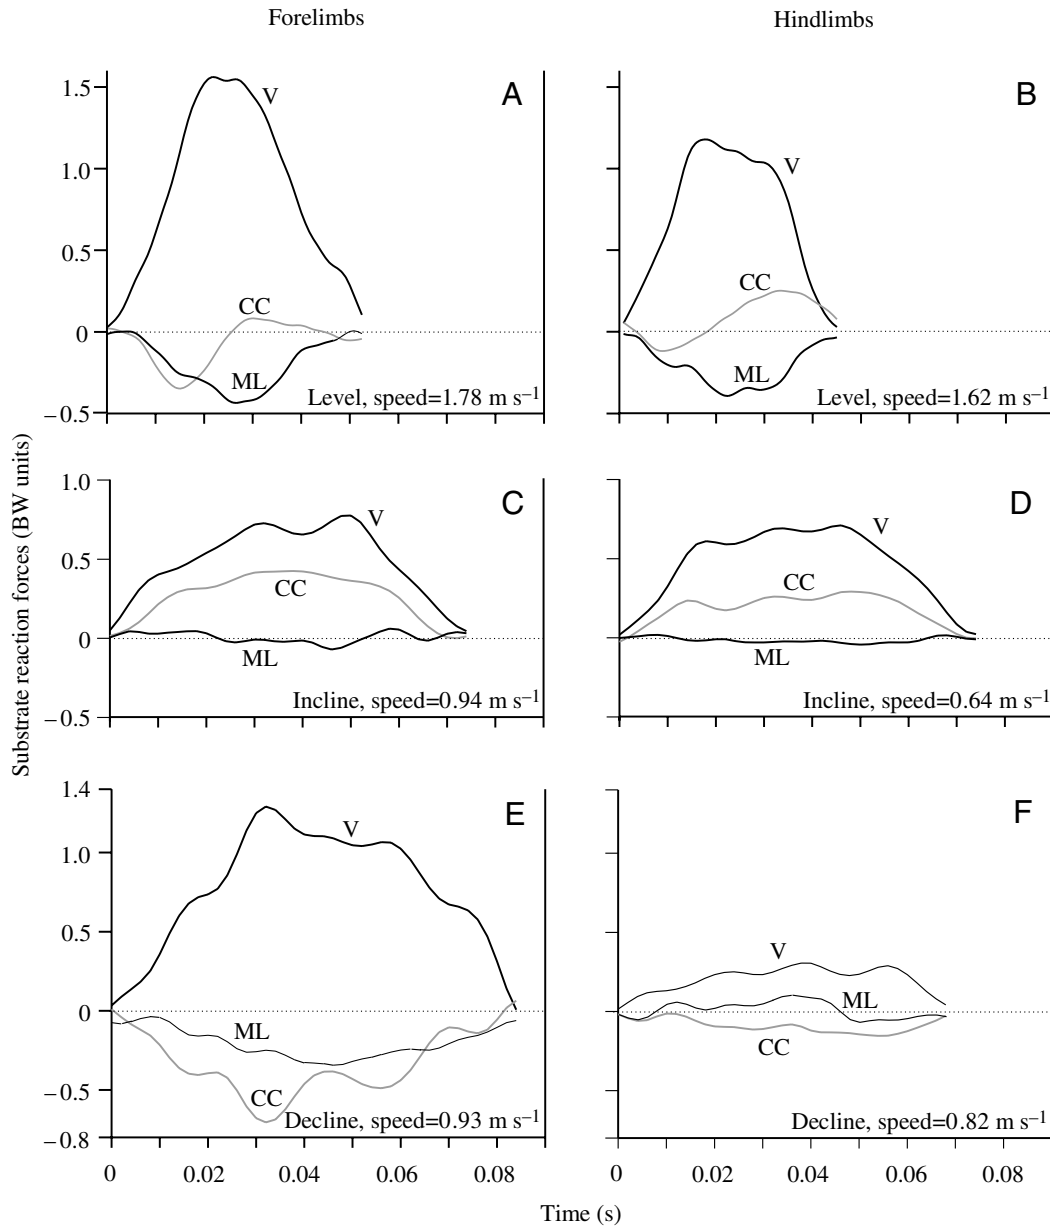 Forelimbs
Hindlimbs
A
B
1.5
1.0
0.5
0
−0.5
V
CC
ML
Level, speed=1.78 m s⁻¹
V
CC
ML
Level, speed=1.62 m s⁻¹
Substrate reaction forces (BW units)
C
D
1.0
0.5
0
−0.5
V
CC
ML
Incline, speed=0.94 m s⁻¹
V
CC
ML
Incline, speed=0.64 m s⁻¹
E
F
1.4
1.0
0.5
0
−0.5
−0.8
V
ML
CC
Decline, speed=0.93 m s⁻¹
V
ML
CC
Decline, speed=0.82 m s⁻¹
0 0.02 0.04 0.06 0.08
0 0.02 0.04 0.06 0.08
Time (s)